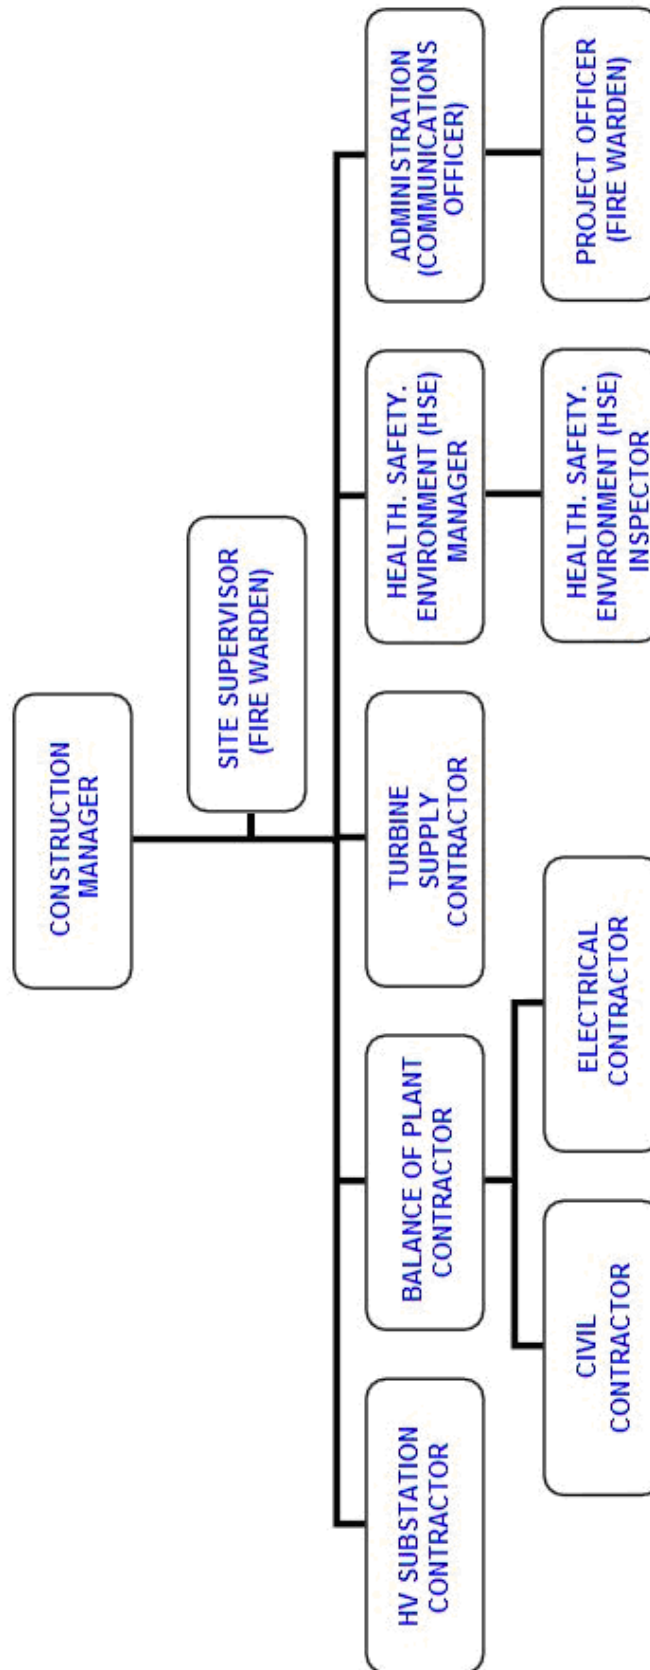 CONSTRUCTION
MANAGER
SITE SUPERVISOR
(FIRE WARDEN)
HV SUBSTATION
CONTRACTOR
BALANCE OF PLANT
CONTRACTOR
TURBINE
SUPPLY
CONTRACTOR
HEALTH. SAFETY.
ENVIRONMENT (HSE)
MANAGER
ADMINISTRATION
(COMMUNICATIONS
OFFICER)
CIVIL
CONTRACTOR
ELECTRICAL
CONTRACTOR
HEALTH. SAFETY.
ENVIRONMENT (HSE)
INSPECTOR
PROJECT OFFICER
(FIRE WARDEN)